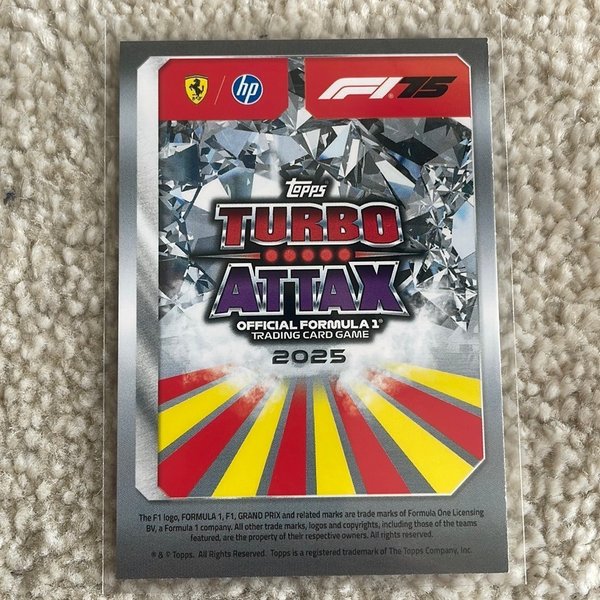 hp F1 75
topps
TURBO
ATTAX
OFFICIAL FORMULA 1®
TRADING CARD GAME
2025
The F1 logo, FORMULA 1, F1, GRAND PRIX and related marks are trade marks of Formula One Licensing
BV, a Formula 1 company. All other trade marks, logos and copyrights, including those of the teams
featured, are the property of their respective owners. All rights reserved.
® & © Topps. All Rights Reserved. Topps is a registered trademark of The Topps Company, Inc.